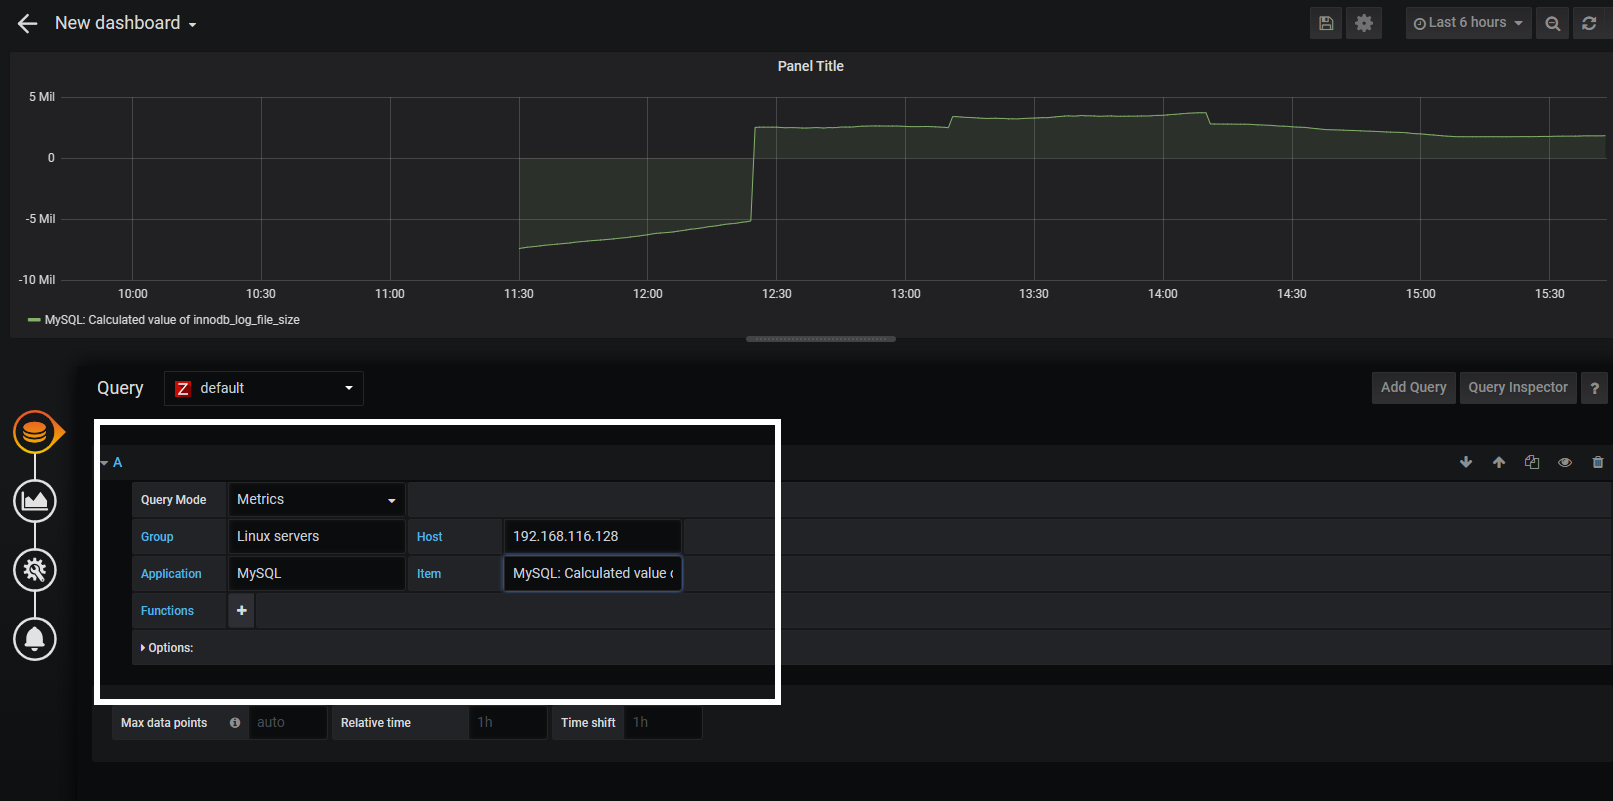 New dashboard
Last 6 hours
Panel Title
5 Mil
0
-5 Mil
-10 Mil
10:00 10:30 11:00 11:30 12:00 12:30 13:00 13:30 14:00 14:30 15:00 15:30
MySQL: Calculated value of innodb_log_file_size
Query Z default Add Query Query Inspector ?
A
Query Mode Metrics
Group Linux servers Host 192.168.116.128
Application MySQL Item MySQL: Calculated value
Functions +
Options:
Max data points auto Relative time 1h Time shift 1h